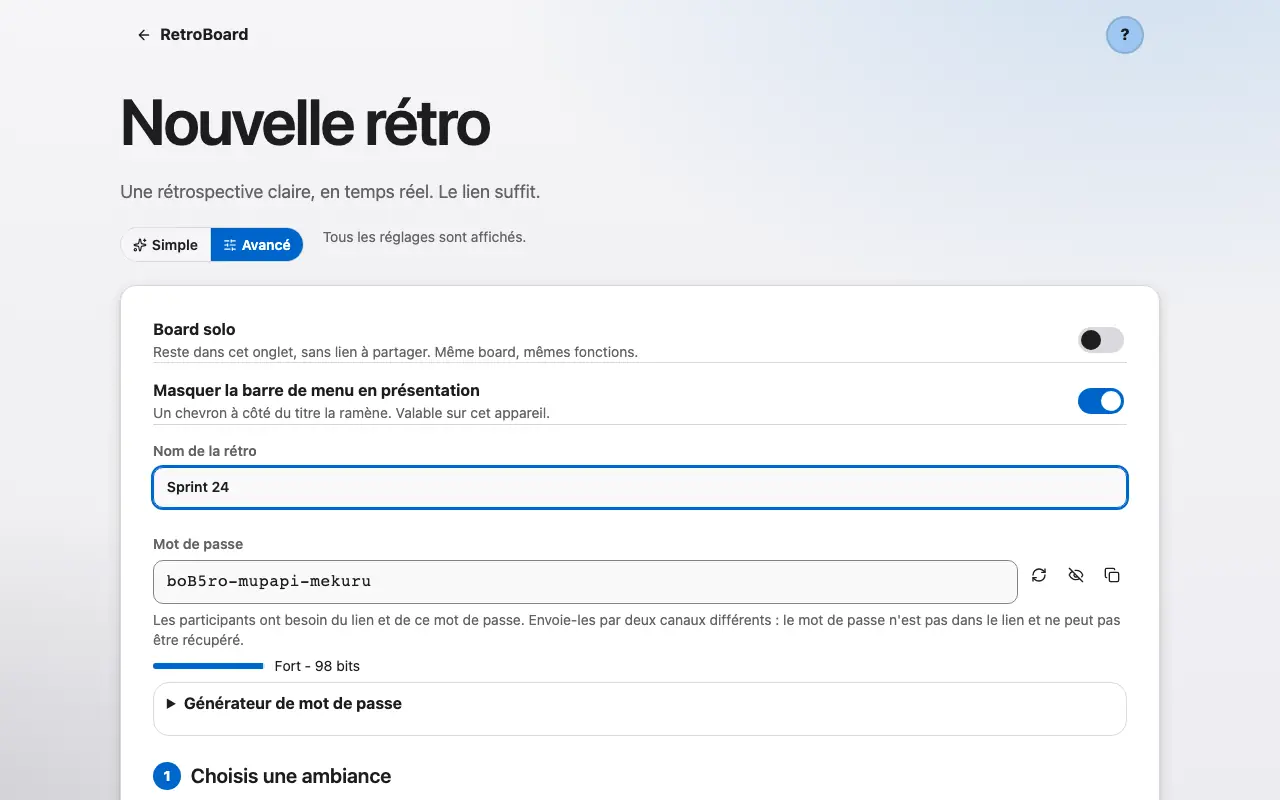 RetroBoard
?
Nouvelle rétro
Une rétrospective claire, en temps réel. Le lien suffit.
Simple
Avancé
Tous les réglages sont affichés.
Board solo
Reste dans cet onglet, sans lien à partager. Même board, mêmes fonctions.
Masquer la barre de menu en présentation
Un chevron à côté du titre la ramène. Valable sur cet appareil.
Nom de la rétro
Sprint 24
Mot de passe
boB5ro-mupapi-mekuru
Les participants ont besoin du lien et de ce mot de passe. Envoie-les par deux canaux différents : le mot de passe n'est pas dans le lien et ne peut pas
être récupéré.
Fort - 98 bits
Générateur de mot de passe
1 Choisis une ambiance